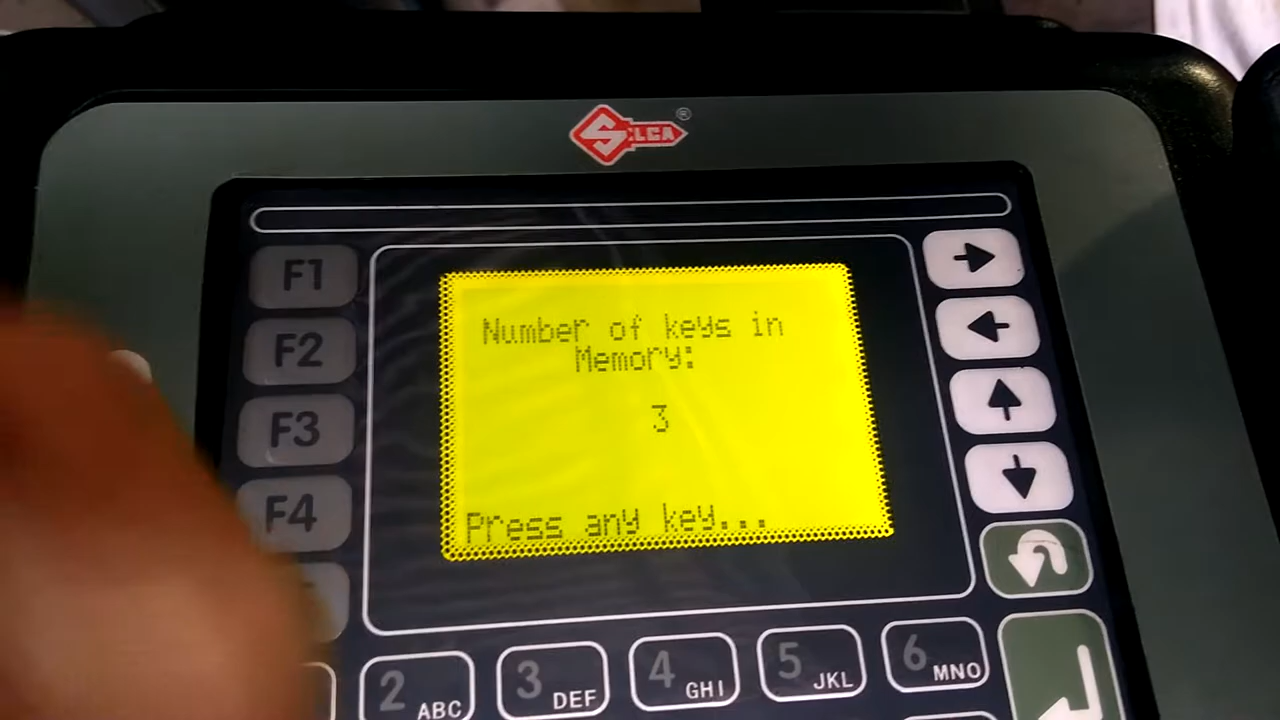 SILCA®
F1
F2
F3
F4
Number of keys in
Memory:
3
Press any key...
2 ABC
3 DEF
4 GHI
5 JKL
6 MNO